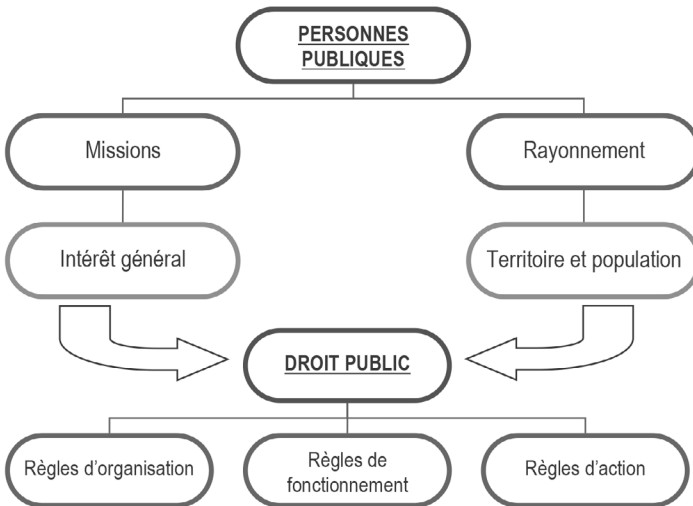 PERSONNES
PUBLIQUES
Missions
Rayonnement
Intérêt général
Territoire et population
DROIT PUBLIC
Règles d’organisation
Règles de
fonctionnement
Règles d’action